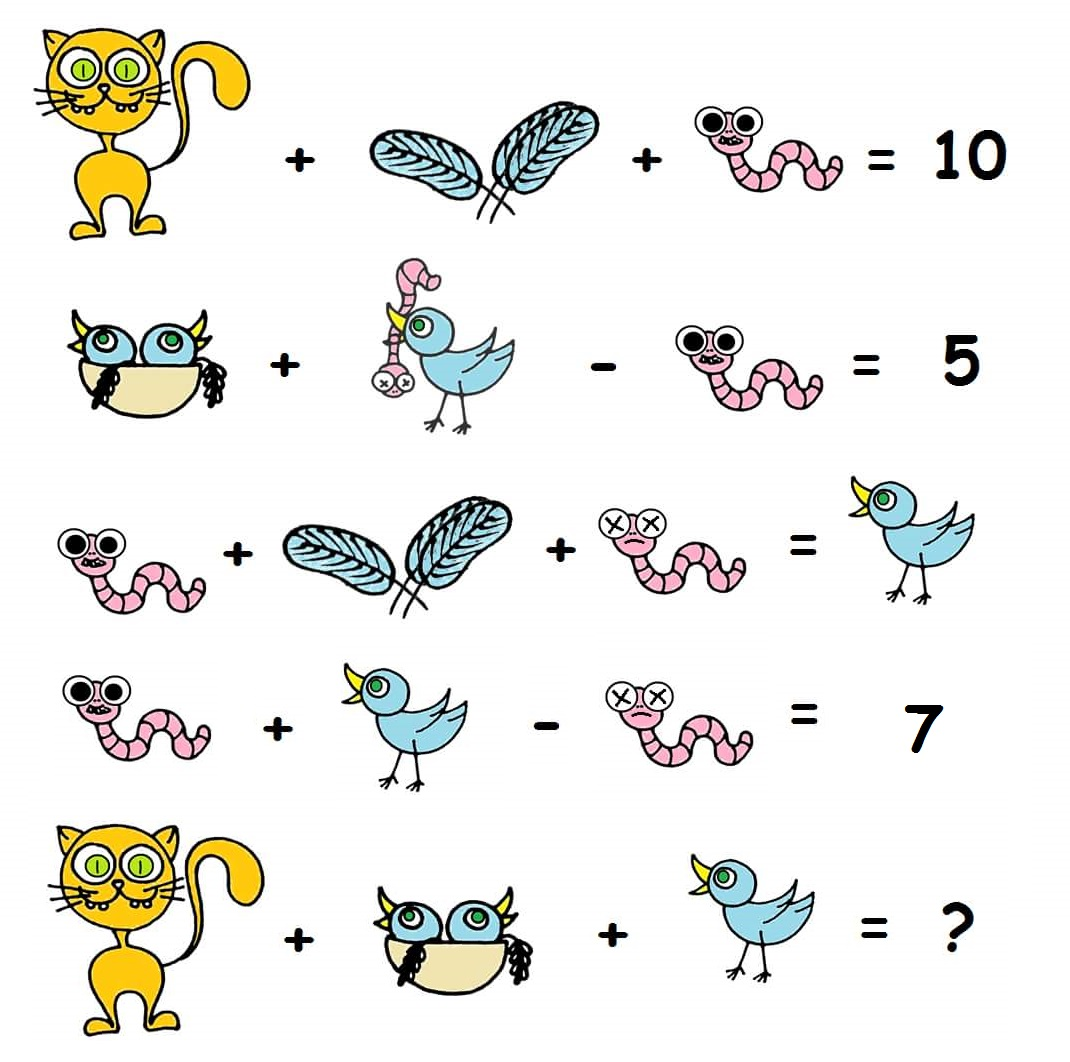 + + = 10
+ - = 5
+ + =
+ - = 7
+ + = ?